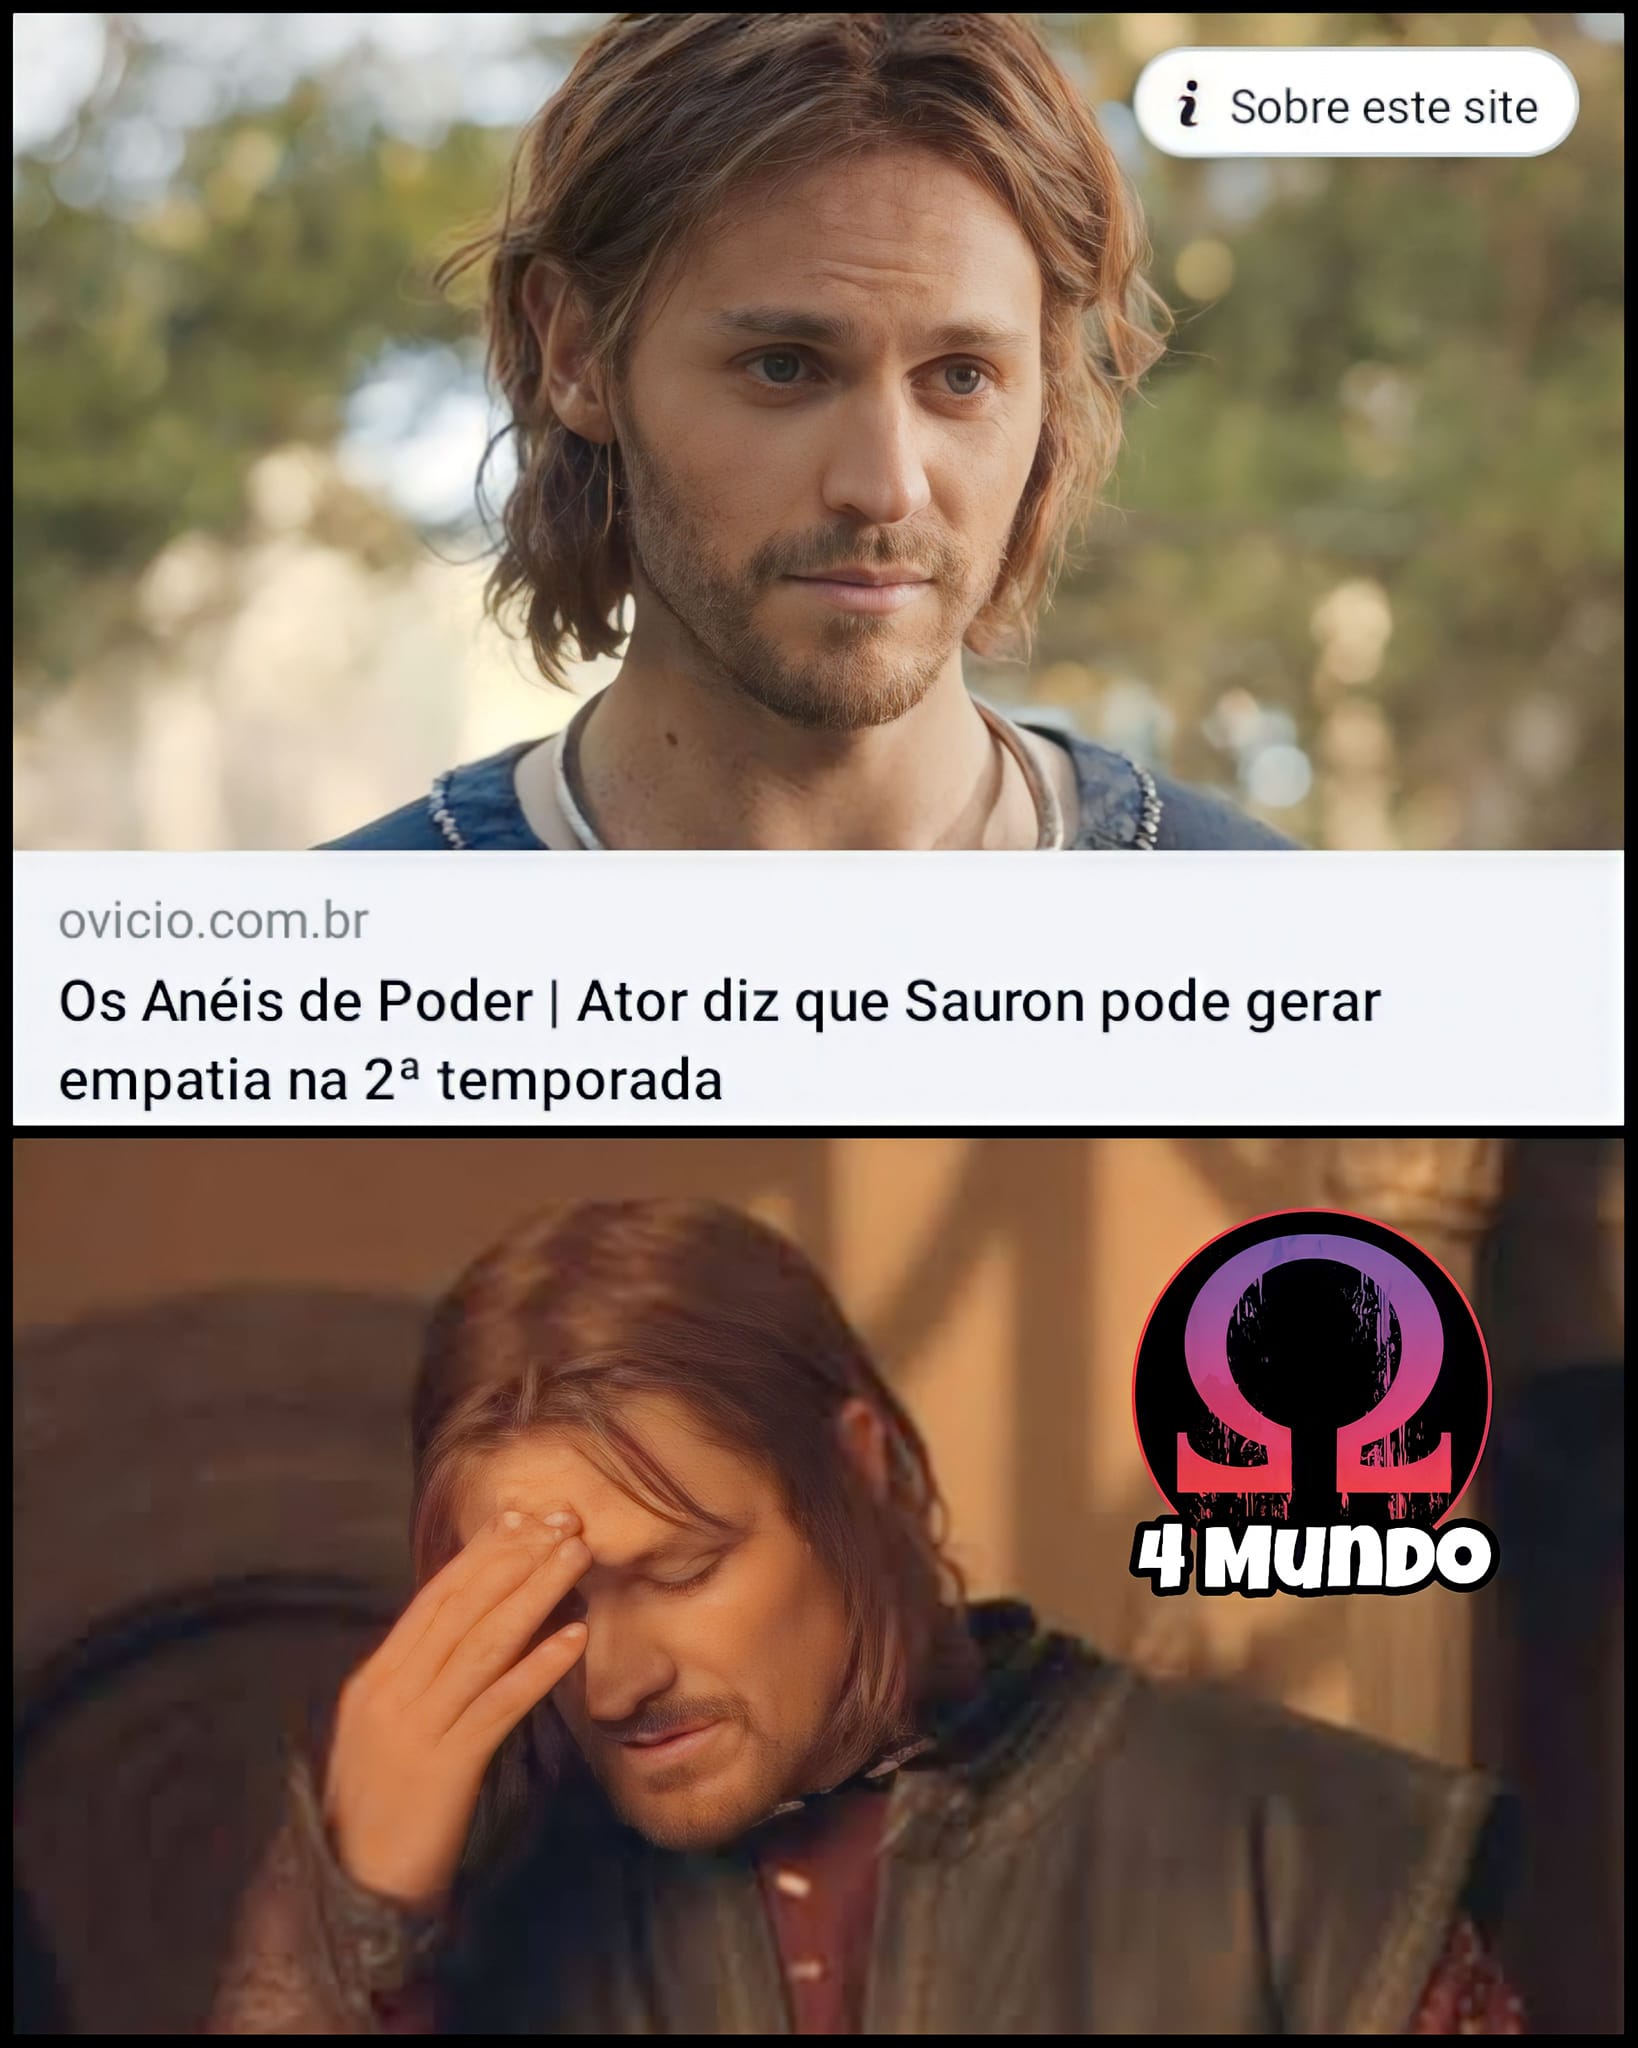 Sobre este site
ovicio.com.br
Os Anéis de Poder | Ator diz que Sauron pode gerar
empatia na 2ª temporada
4 MUNDO